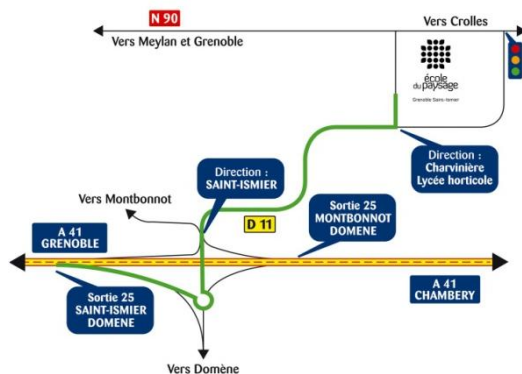 N 90
Vers Crolles
Vers Meylan et Grenoble
école
du paysage
Grenoble Saint-Ismier
Direction :
Charvinière
Lycée horticole
Direction :
SAINT-ISMIER
Vers Montbonnot
Sortie 25
MONTBONNOT
DOMENE
D 11
A 41
GRENOBLE
A 41
CHAMBERY
Sortie 25
SAINT-ISMIER
DOMENE
Vers Domène